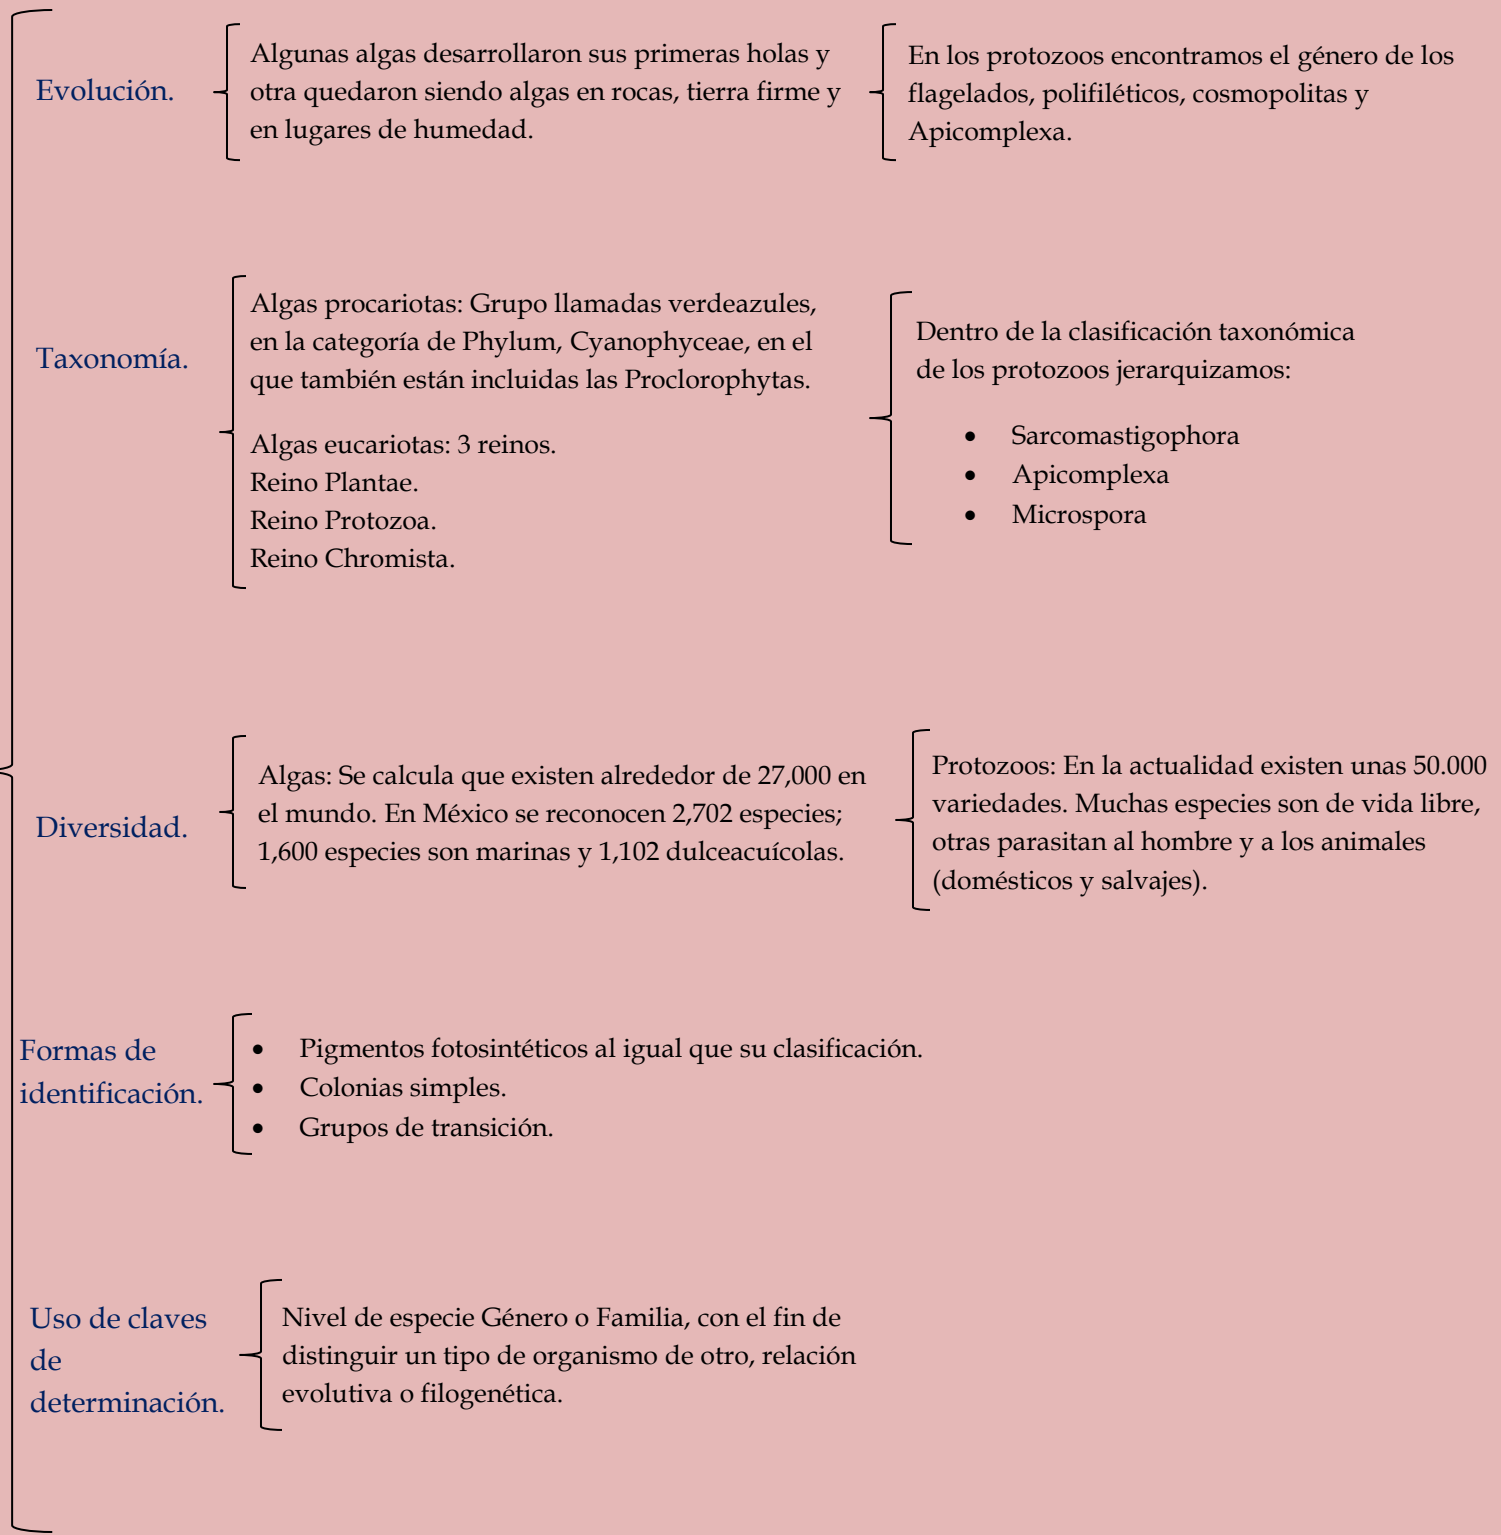 Evolución.
Algunas algas desarrollaron sus primeras holas y
otra quedaron siendo algas en rocas, tierra firme y
en lugares de humedad.
En los protozoos encontramos el género de los
flagelados, polifiléticos, cosmopolitas y
Apicomplexa.
Taxonomía.
Algas procariotas: Grupo llamadas verdeazules,
en la categoría de Phylum, Cyanophyceae, en el
que también están incluidas las Proclorophytas.
Algas eucariotas: 3 reinos.
Reino Plantae.
Reino Protozoa.
Reino Chromista.
Dentro de la clasificación taxonómica
de los protozoos jerarquizamos:
• Sarcomastigophora
• Apicomplexa
• Microspora
Diversidad.
Algas: Se calcula que existen alrededor de 27,000 en
el mundo. En México se reconocen 2,702 especies;
1,600 especies son marinas y 1,102 dulceacuícolas.
Protozoos: En la actualidad existen unas 50.000
variedades. Muchas especies son de vida libre,
otras parasitan al hombre y a los animales
(domésticos y salvajes).
Formas de
identificación.
• Pigmentos fotosintéticos al igual que su clasificación.
• Colonias simples.
• Grupos de transición.
Uso de claves
de
determinación.
Nivel de especie Género o Familia, con el fin de
distinguir un tipo de organismo de otro, relación
evolutiva o filogenética.